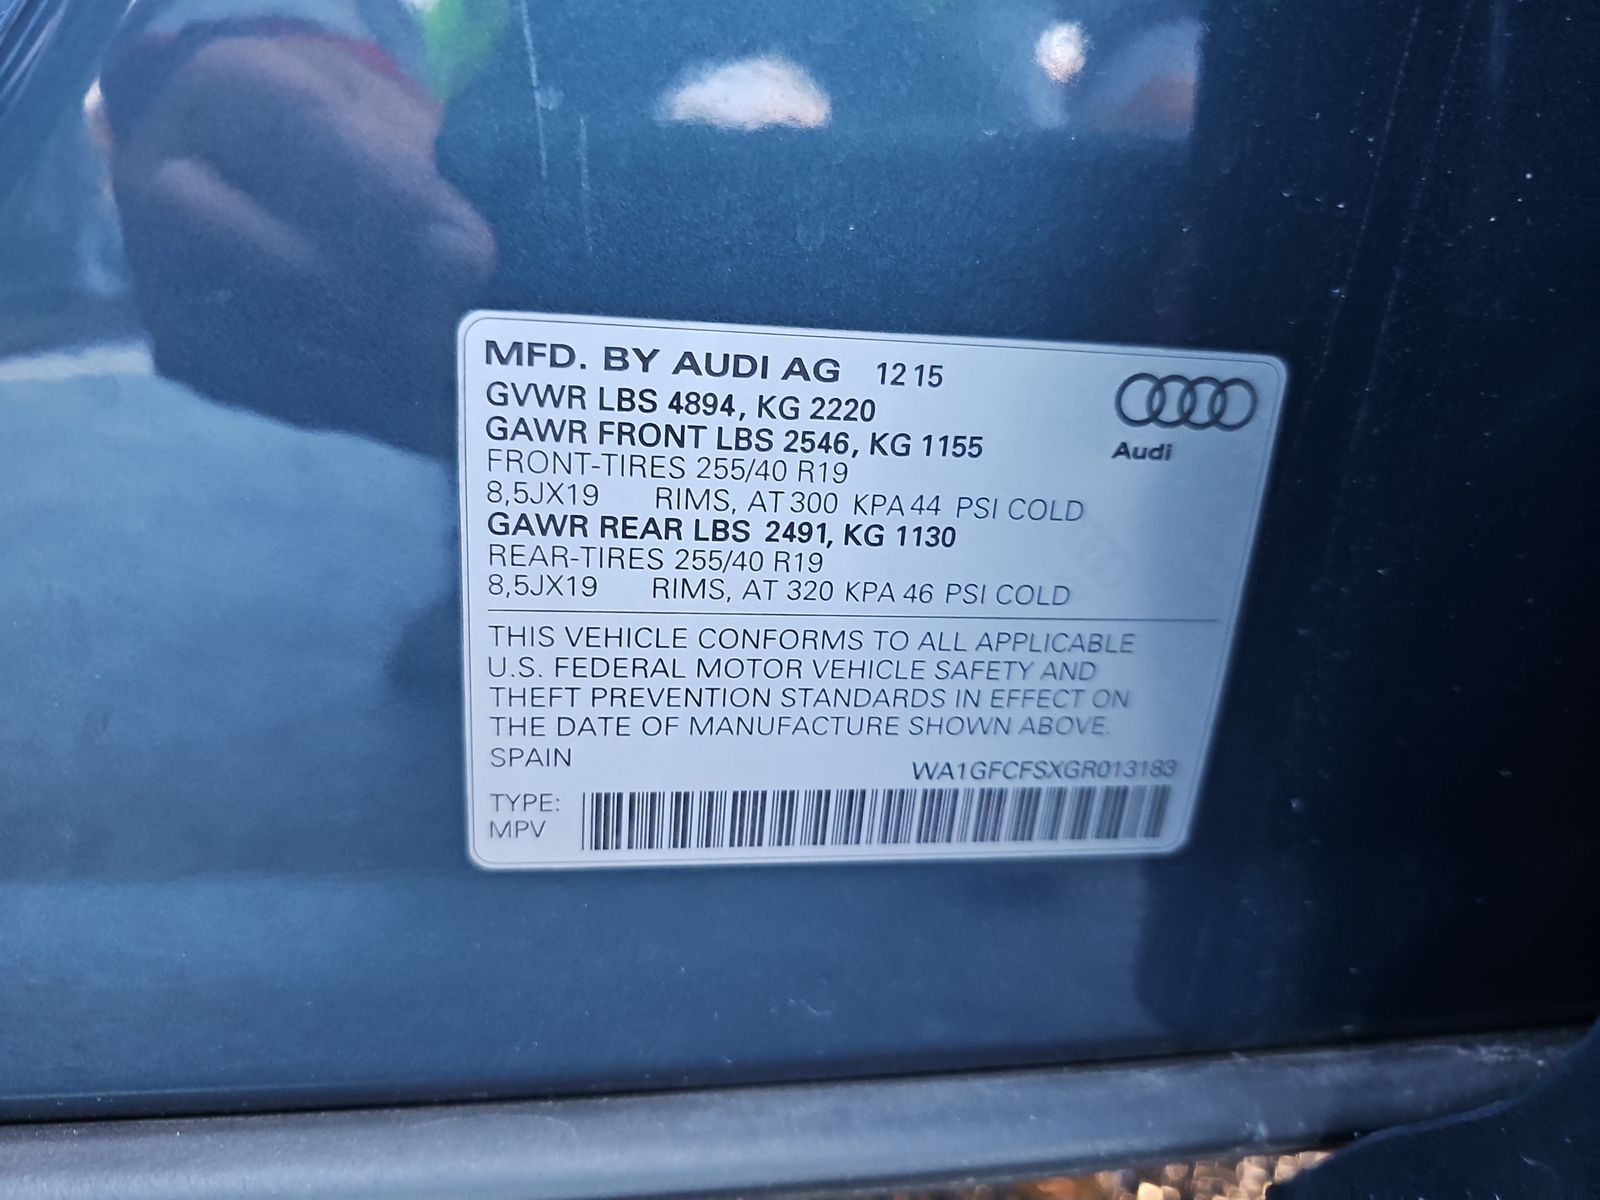 MFD. BY AUDI AG 12 15
GVWR LBS 4894, KG 2220
GAWR FRONT LBS 2546, KG 1155
FRONT-TIRES 255/40 R19
8,5JX19 RIMS, AT 300 KPA 44 PSI COLD
GAWR REAR LBS 2491, KG 1130
REAR-TIRES 255/40 R19
8,5JX19 RIMS, AT 320 KPA 46 PSI COLD
Audi
THIS VEHICLE CONFORMS TO ALL APPLICABLE
U.S. FEDERAL MOTOR VEHICLE SAFETY AND
THEFT PREVENTION STANDARDS IN EFFECT ON
THE DATE OF MANUFACTURE SHOWN ABOVE.
SPAIN
WA1GFCFSXGR013183
TYPE:
MPV